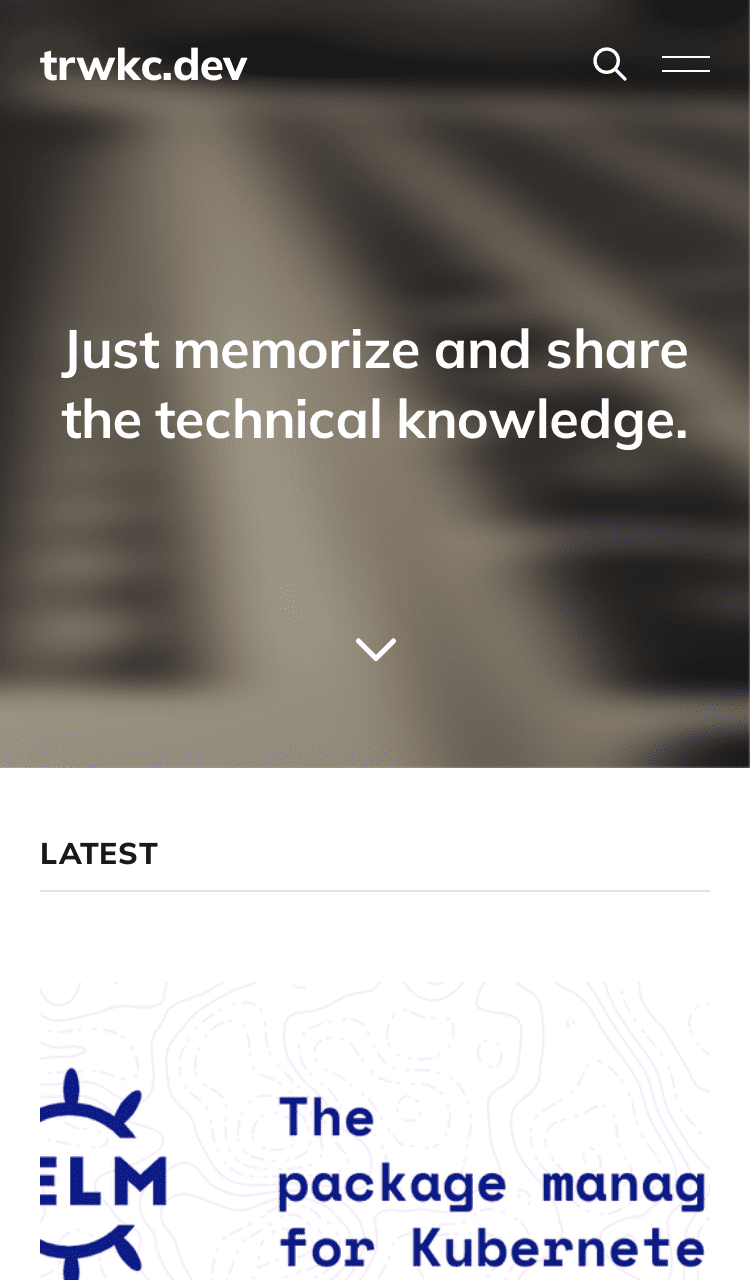 trwkc.dev
Just memorize and share
the technical knowledge.
LATEST
The
ELM
package manag
for Kubernete